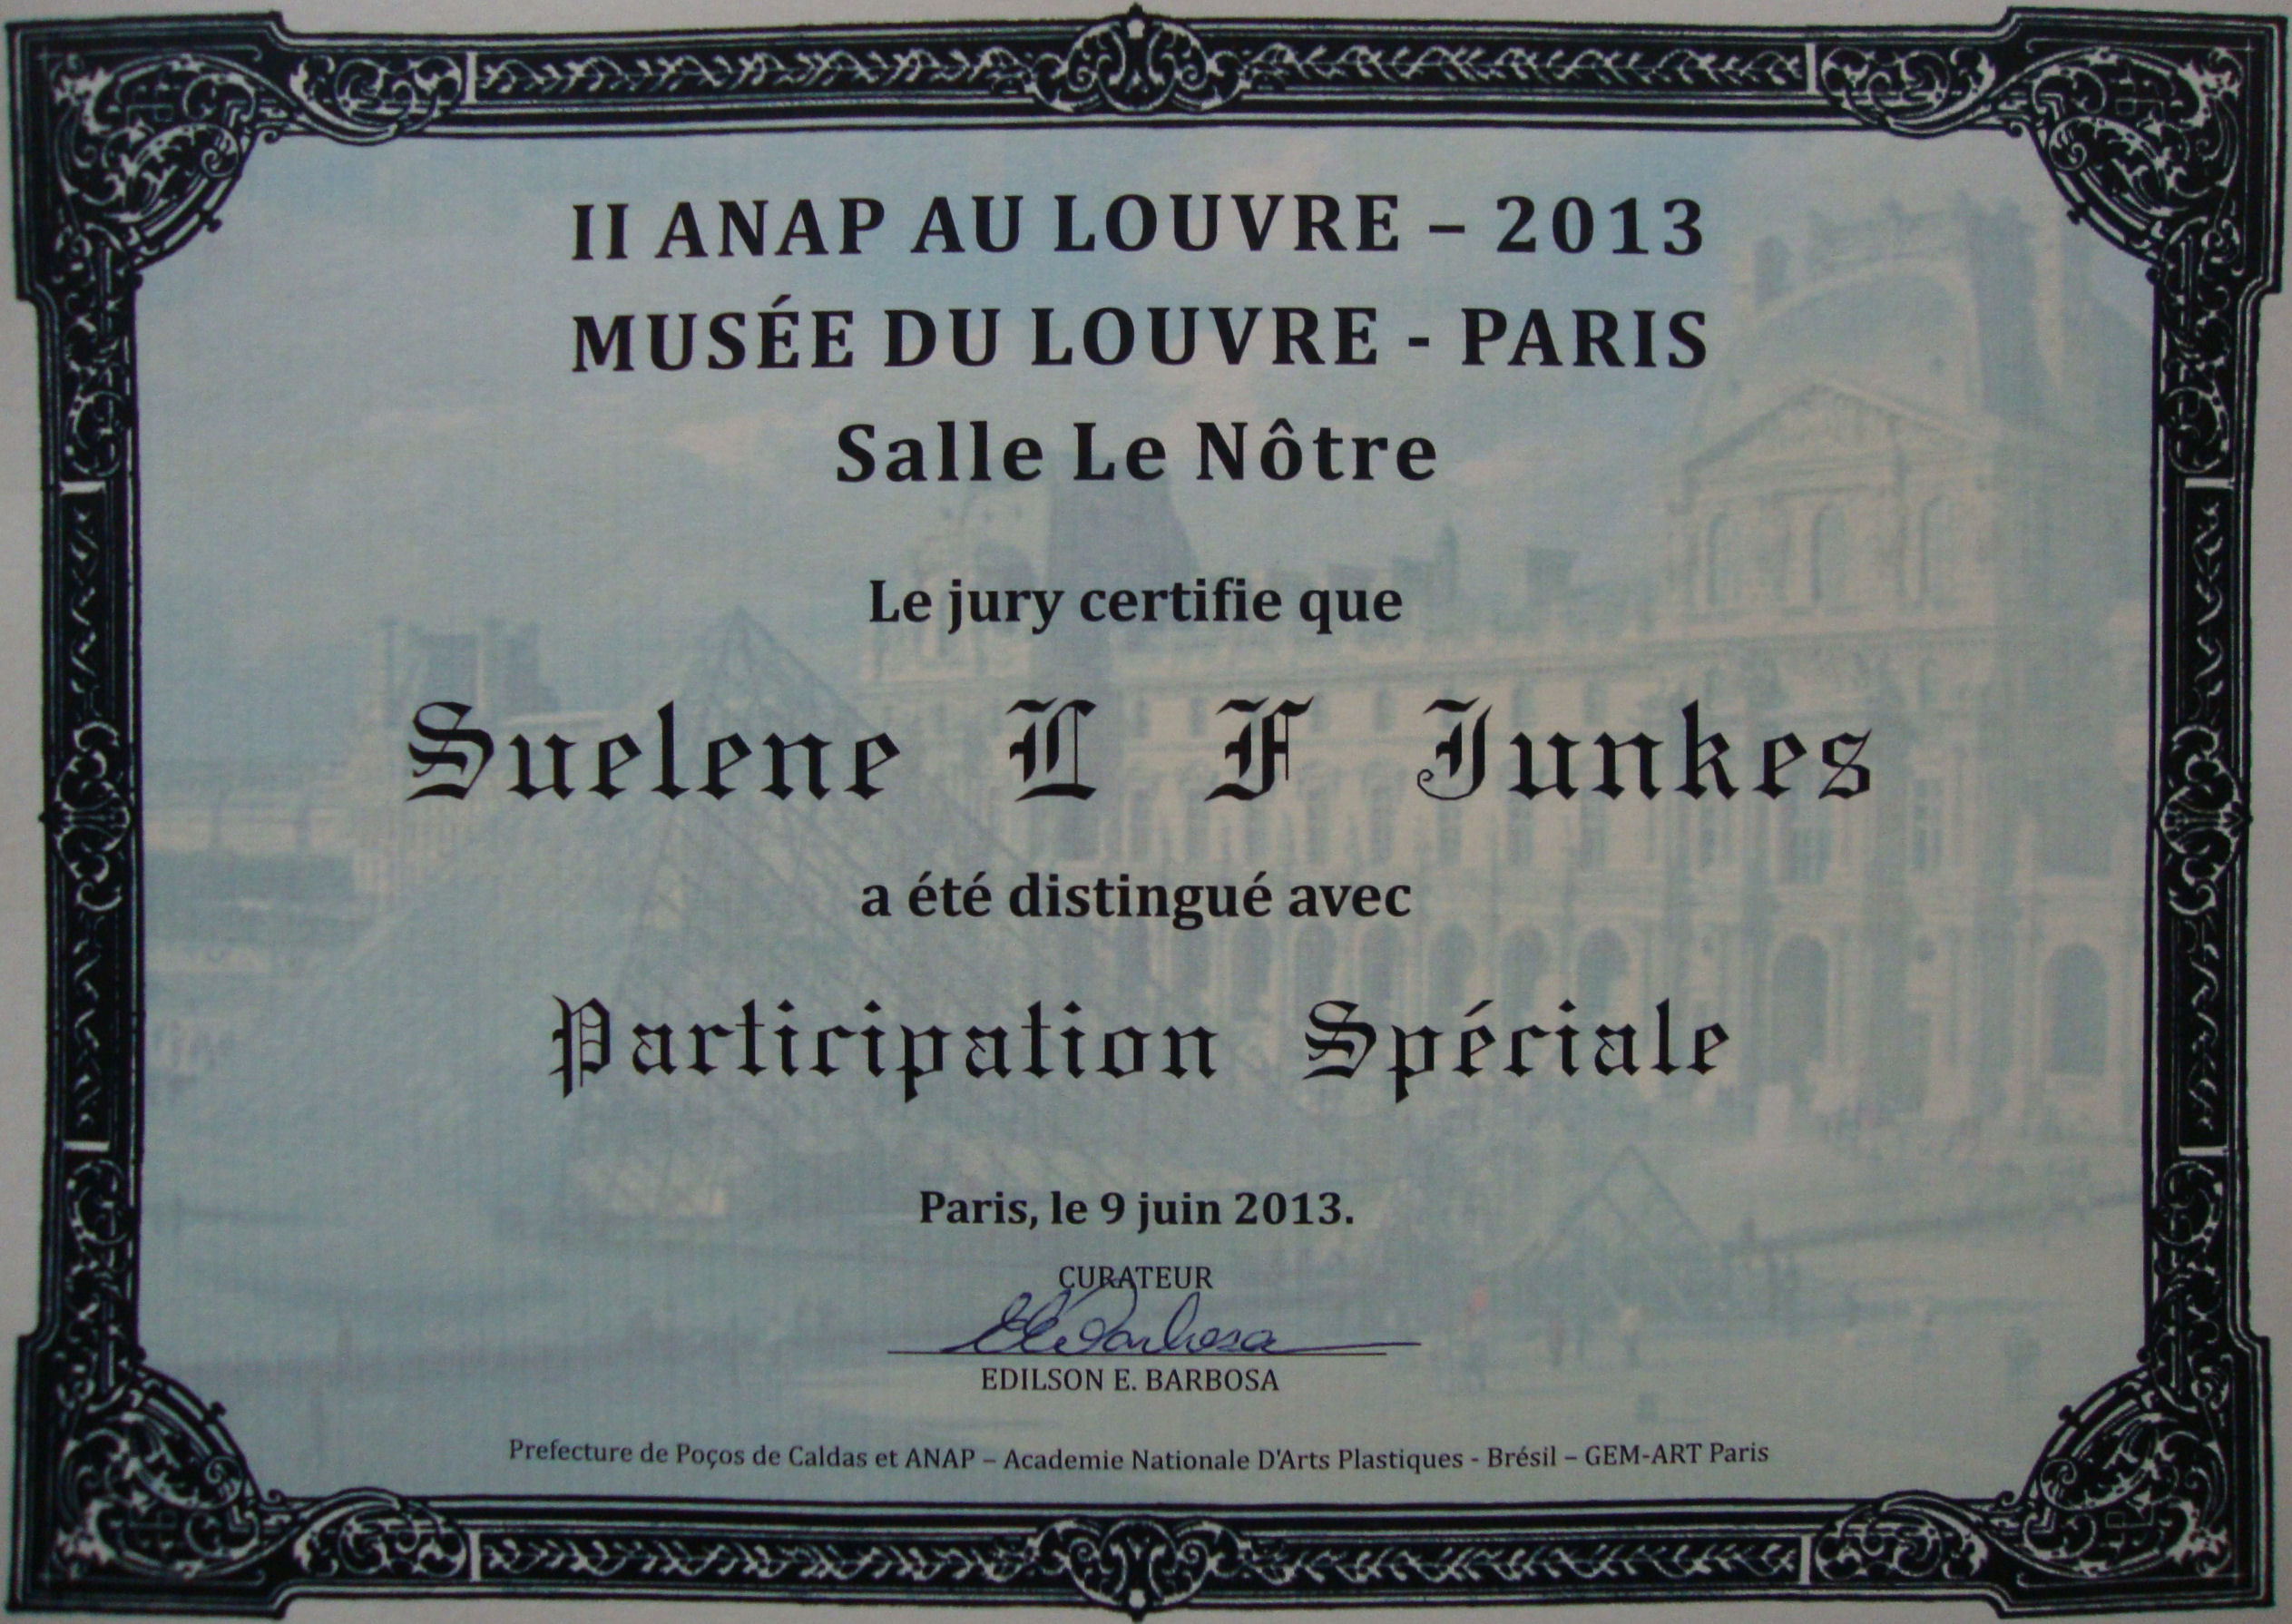 II ANAP AU LOUVRE – 2013
MUSÉE DU LOUVRE - PARIS
Salle Le Nôtre
Le jury certifie que
Suelene L F Junkes
a été distingué avec
Participation Spéciale
Paris, le 9 juin 2013.
CURATEUR
EDILSON E. BARBOSA
Prefecture de Poços de Caldas et ANAP – Academie Nationale D'Arts Plastiques - Brésil – GEM-ART Paris